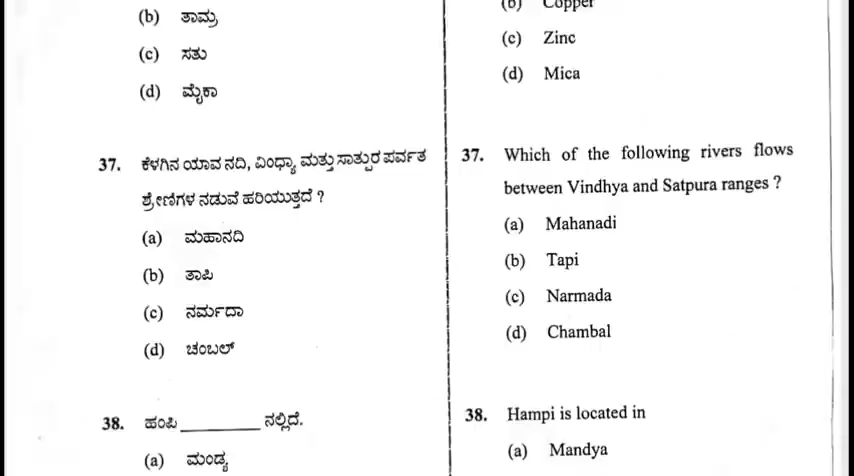 (b) ತಾಮ್ರ
(c) ಸತು
(d) ಮೈಕಾ
37. ಕೆಳಗಿನ ಯಾವ ನದಿ, ವಿಂಧ್ಯಾ ಮತ್ತು ಸಾತ್ಪುರ ಪರ್ವತ
ಶ್ರೇಣಿಗಳ ನಡುವೆ ಹರಿಯುತ್ತದೆ ?
(a) ಮಹಾನದಿ
(b) ತಾಪಿ
(c) ನರ್ಮದಾ
(d) ಚಂಬಲ್
38. ಹಂಪಿ ________ ನಲ್ಲಿದೆ.
(a) ಮಂಡ್ಯ
(b) Copper
(c) Zinc
(d) Mica
37. Which of the following rivers flows
between Vindhya and Satpura ranges ?
(a) Mahanadi
(b) Tapi
(c) Narmada
(d) Chambal
38. Hampi is located in
(a) Mandya